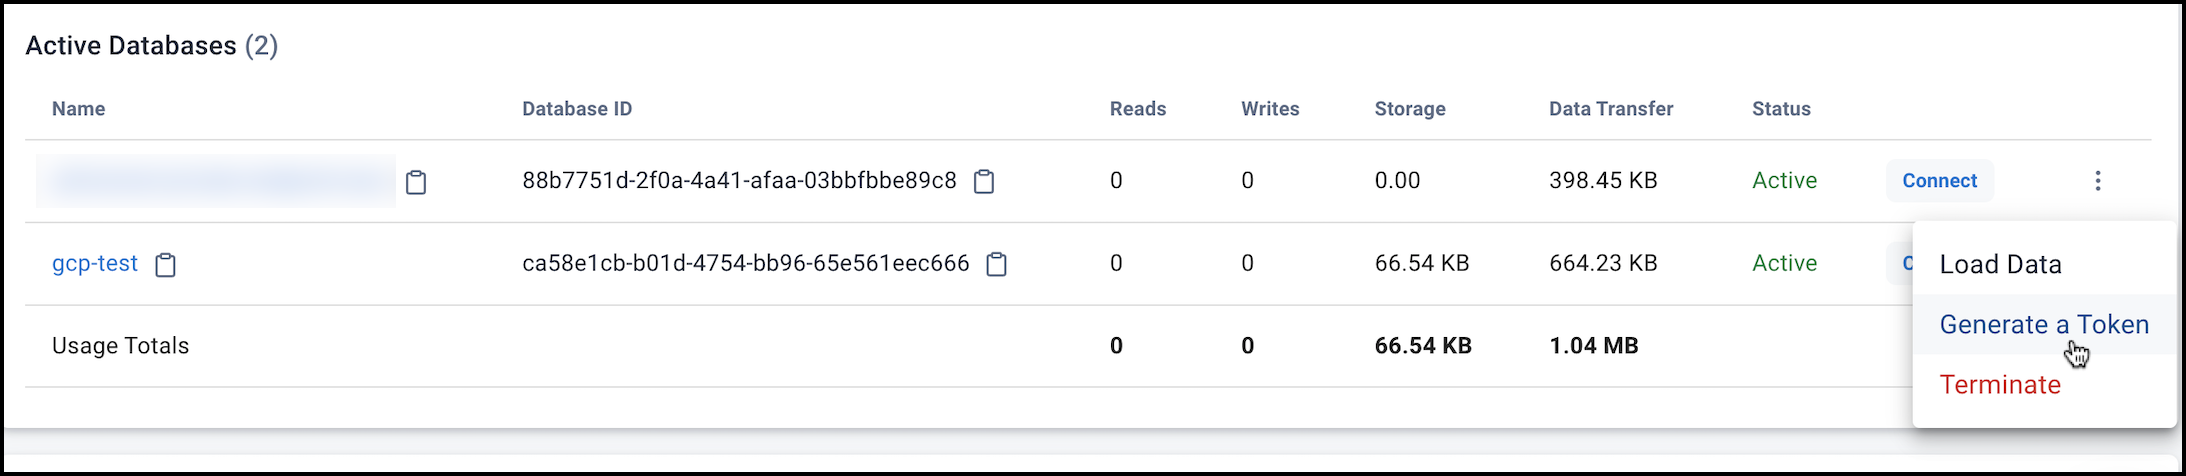 Active Databases (2)
Name Database ID Reads Writes Storage Data Transfer Status
88b7751d-2f0a-4a41-afaa-03bbfbbe89c8 0 0 0.00 398.45 KB Active Connect
gcp-test ca58e1cb-b01d-4754-bb96-65e561eec666 0 0 66.54 KB 664.23 KB Active
Load Data
Generate a Token
Usage Totals 0 0 66.54 KB 1.04 MB
Terminate